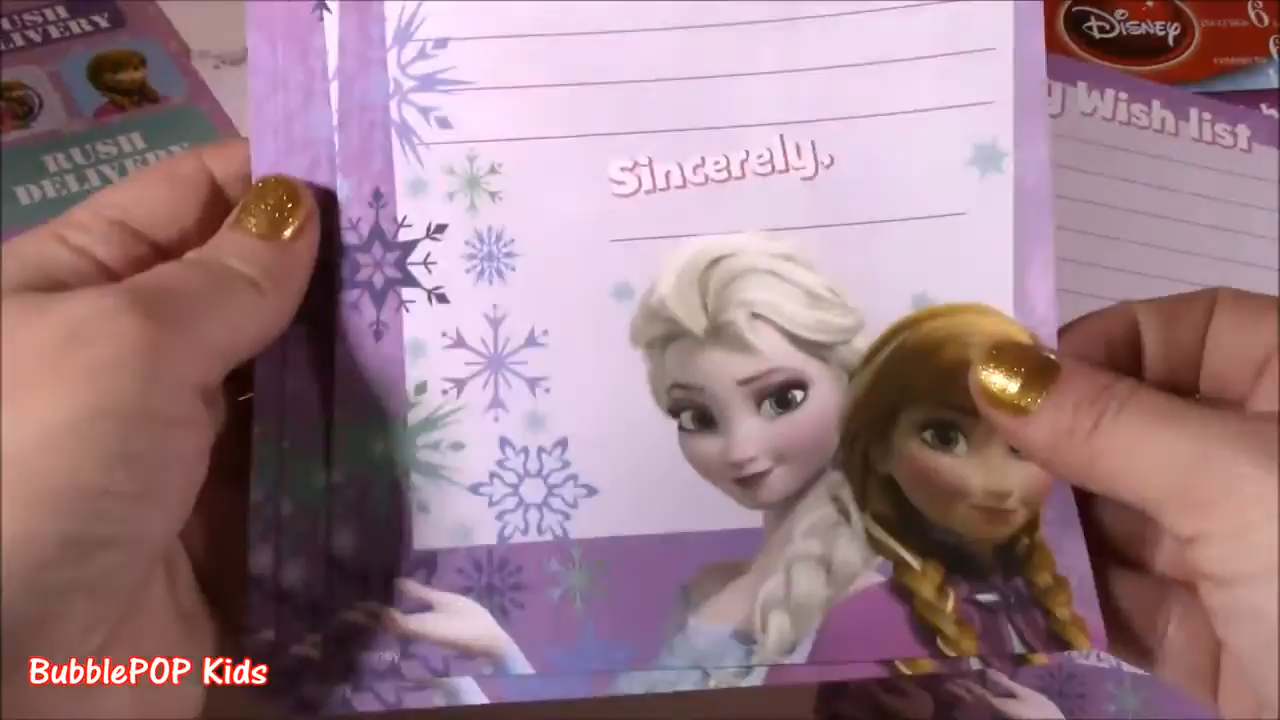 RUSH
DELIVERY
RUSH
DELIVERY
Sincerely,
Disney
Wish list
BubblePOP Kids